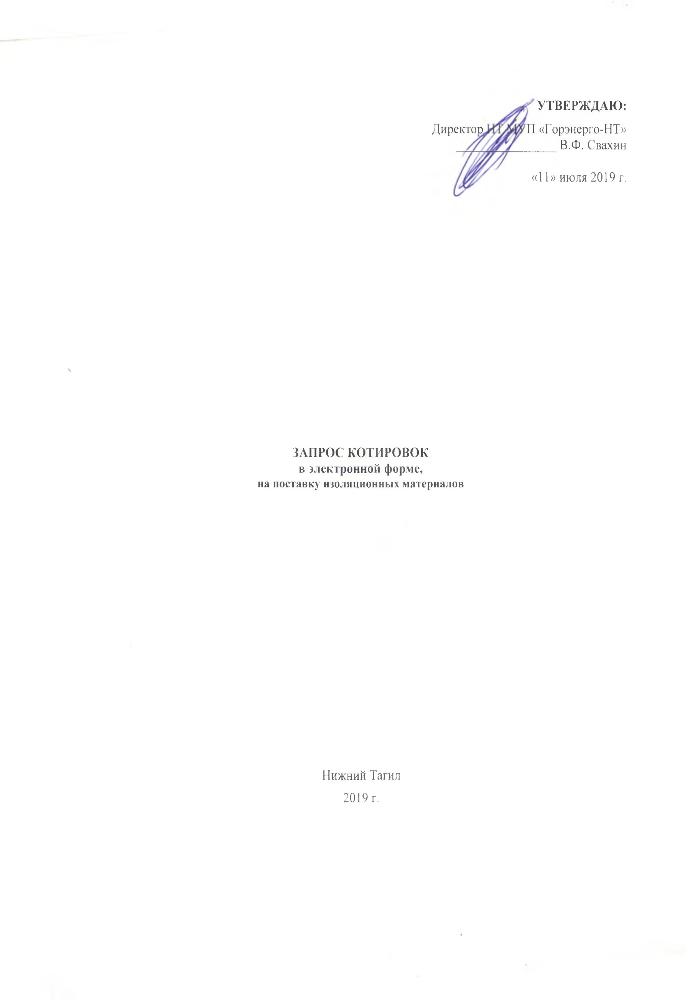 УТВЕРЖДАЮ:
Директор НТ МУП «Горэнерго-НТ»
В.Ф. Свахин
«11» июля 2019 г.
ЗАПРОС КОТИРОВОК
в электронной форме,
на поставку изоляционных материалов
Нижний Тагил
2019 г.